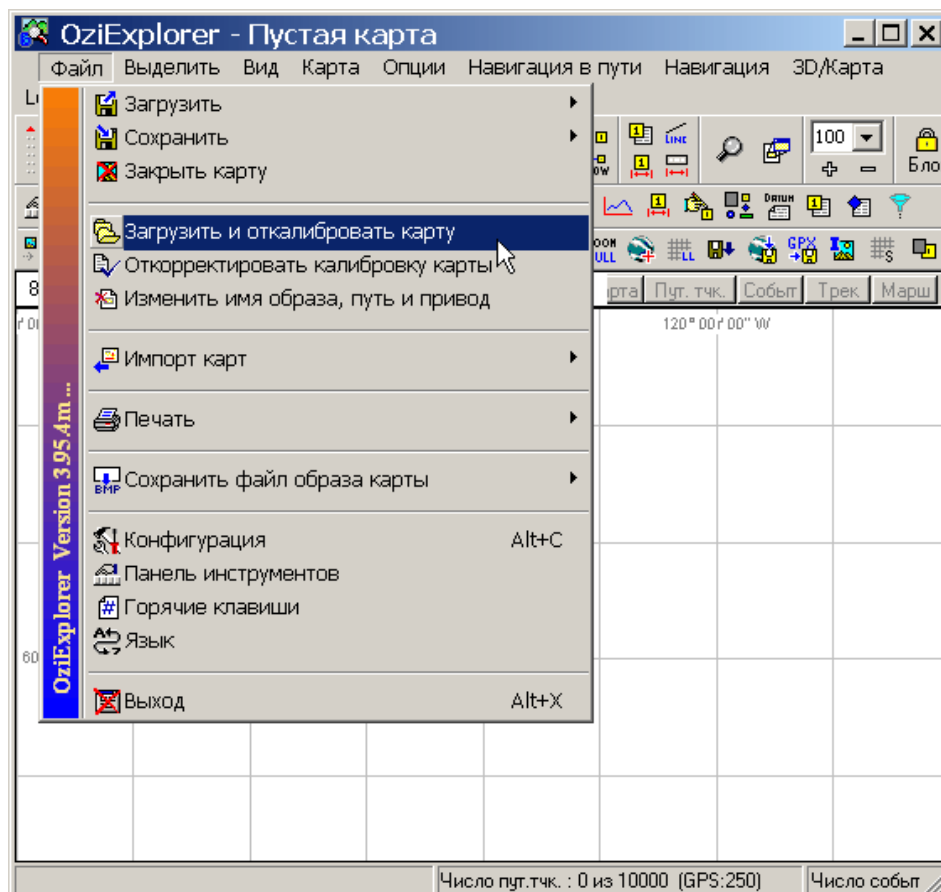 OziExplorer - Пустая карта
Файл Выделить Вид Карта Опции Навигация в пути Навигация 3D/Карта
Загрузить
Сохранить
Закрыть карту
100
Бло
Загрузить и откалибровать карту
Откорректировать калибровку карты
Изменить имя образа, путь и привод
рта Пут. тчк. Событ Трек Марш
120° 00' 00" W
Импорт карт
Печать
Сохранить файл образа карты
BMP
Конфигурация Alt+C
Панель инструментов
Горячие клавиши
Язык
60
Выход Alt+X
OziExplorer Version 3.95.4m ...
Число пут.тчк. : 0 из 10000 (GPS:250) Число событ